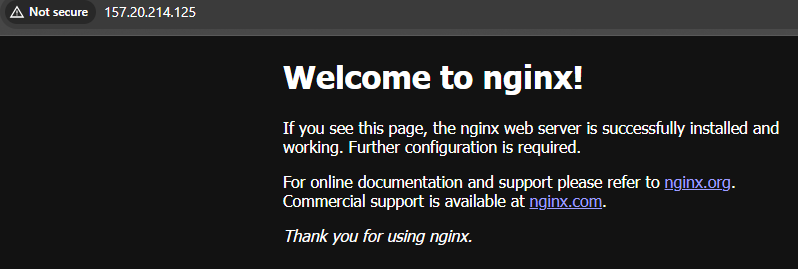 Not secure 157.20.214.125
Welcome to nginx!
If you see this page, the nginx web server is successfully installed and
working. Further configuration is required.
For online documentation and support please refer to nginx.org.
Commercial support is available at nginx.com.
Thank you for using nginx.